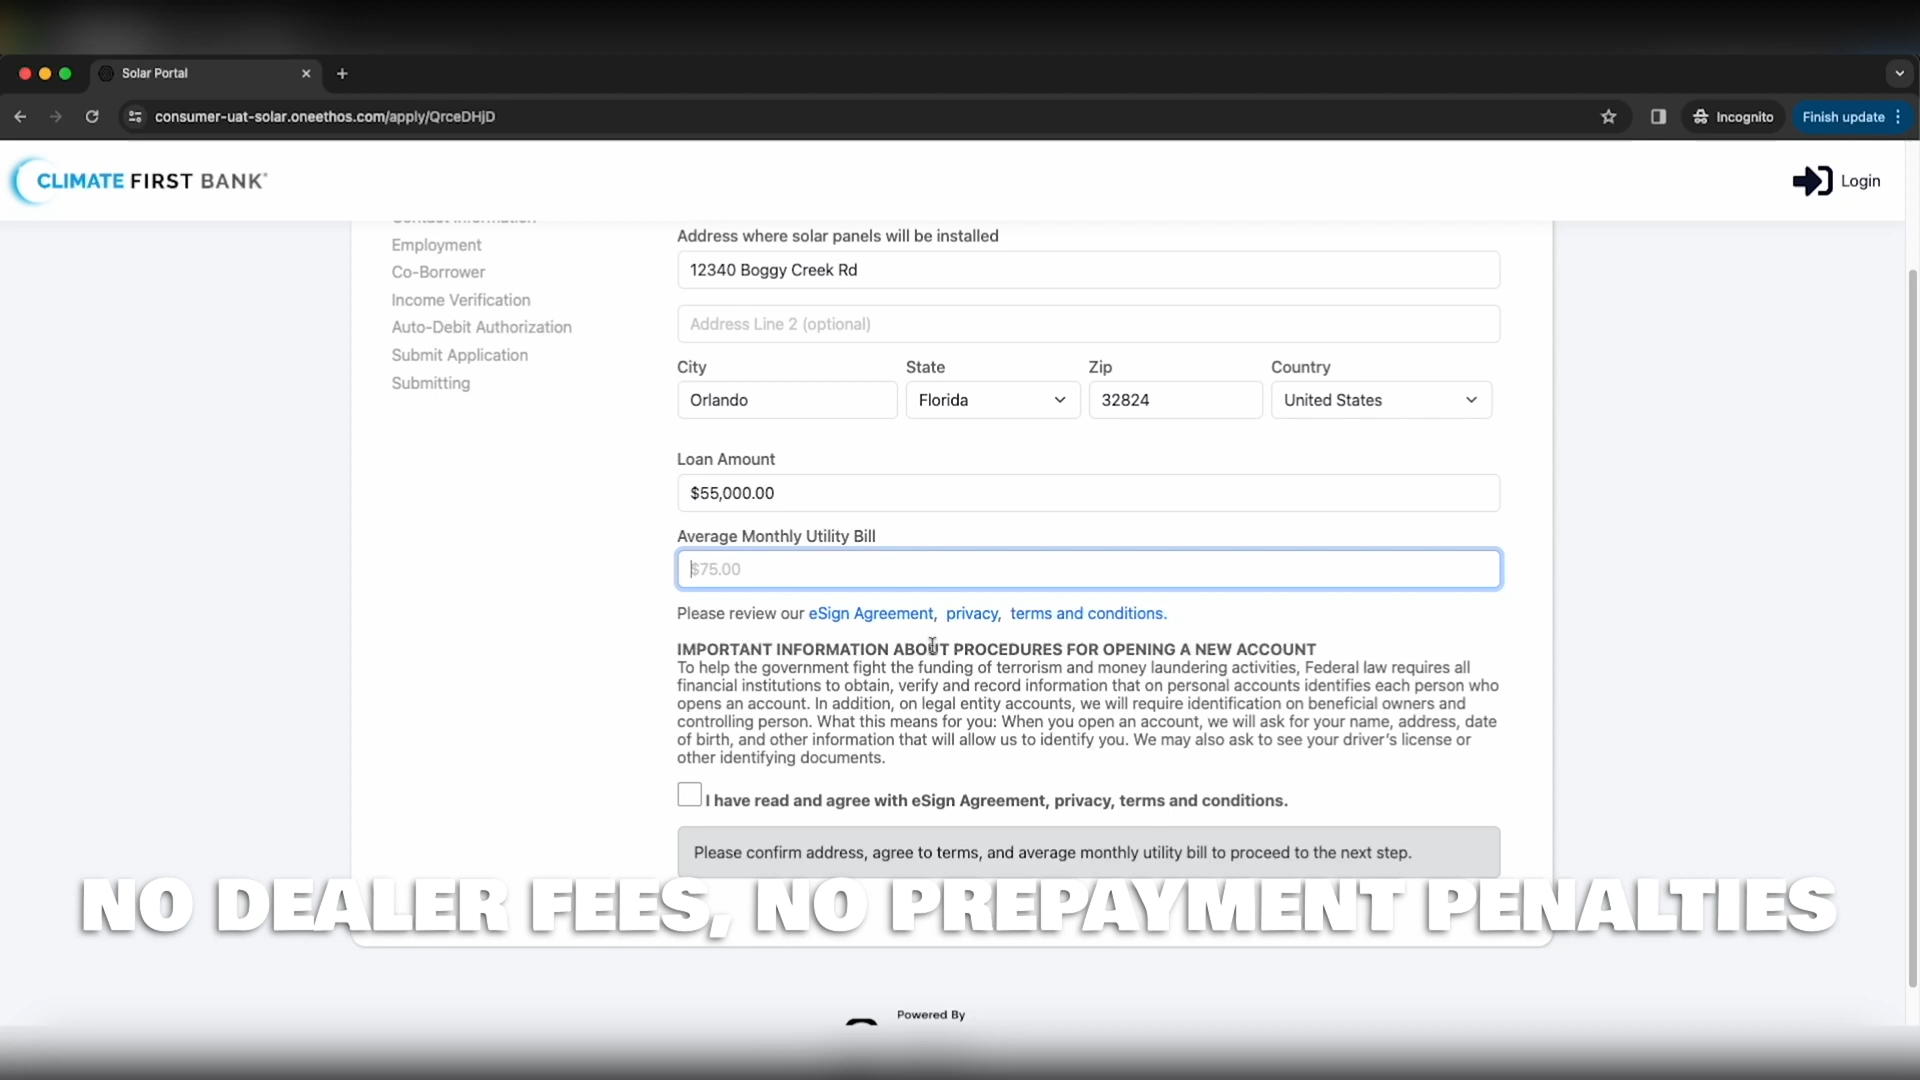 Solar Portal
consumer-uat-solar.oneethos.com/apply/QrceDHjD
Incognito
Finish update
CLIMATE FIRST BANK
Login
Contact Information
Employment
Co-Borrower
Income Verification
Auto-Debit Authorization
Submit Application
Submitting
Address where solar panels will be installed
12340 Boggy Creek Rd
Address Line 2 (optional)
City State Zip Country
Orlando Florida 32824 United States
Loan Amount
$55,000.00
Average Monthly Utility Bill
$75.00
Please review our eSign Agreement, privacy, terms and conditions.
IMPORTANT INFORMATION ABOUT PROCEDURES FOR OPENING A NEW ACCOUNT
To help the government fight the funding of terrorism and money laundering activities, Federal law requires all
financial institutions to obtain, verify and record information that on personal accounts identifies each person who
opens an account. In addition, on legal entity accounts, we will require identification on beneficial owners and
controlling person. What this means for you: When you open an account, we will ask for your name, address, date
of birth, and other information that will allow us to identify you. We may also ask to see your driver's license or
other identifying documents.
I have read and agree with eSign Agreement, privacy, terms and conditions.
Please confirm address, agree to terms, and average monthly utility bill to proceed to the next step.
NO DEALER FEES, NO PREPAYMENT PENALTIES
Powered By